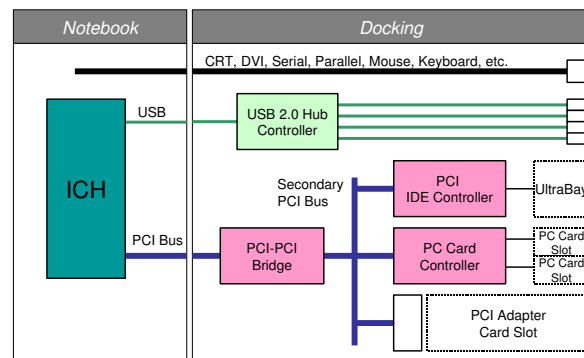 Notebook
Docking
CRT, DVI, Serial, Parallel, Mouse, Keyboard, etc.
USB
USB 2.0 Hub
Controller
ICH
Secondary
PCI Bus
PCI
IDE Controller
UltraBay
PCI Bus
PCI-PCI
Bridge
PC Card
Controller
PC Card
Slot
PC Card
Slot
PCI Adapter
Card Slot